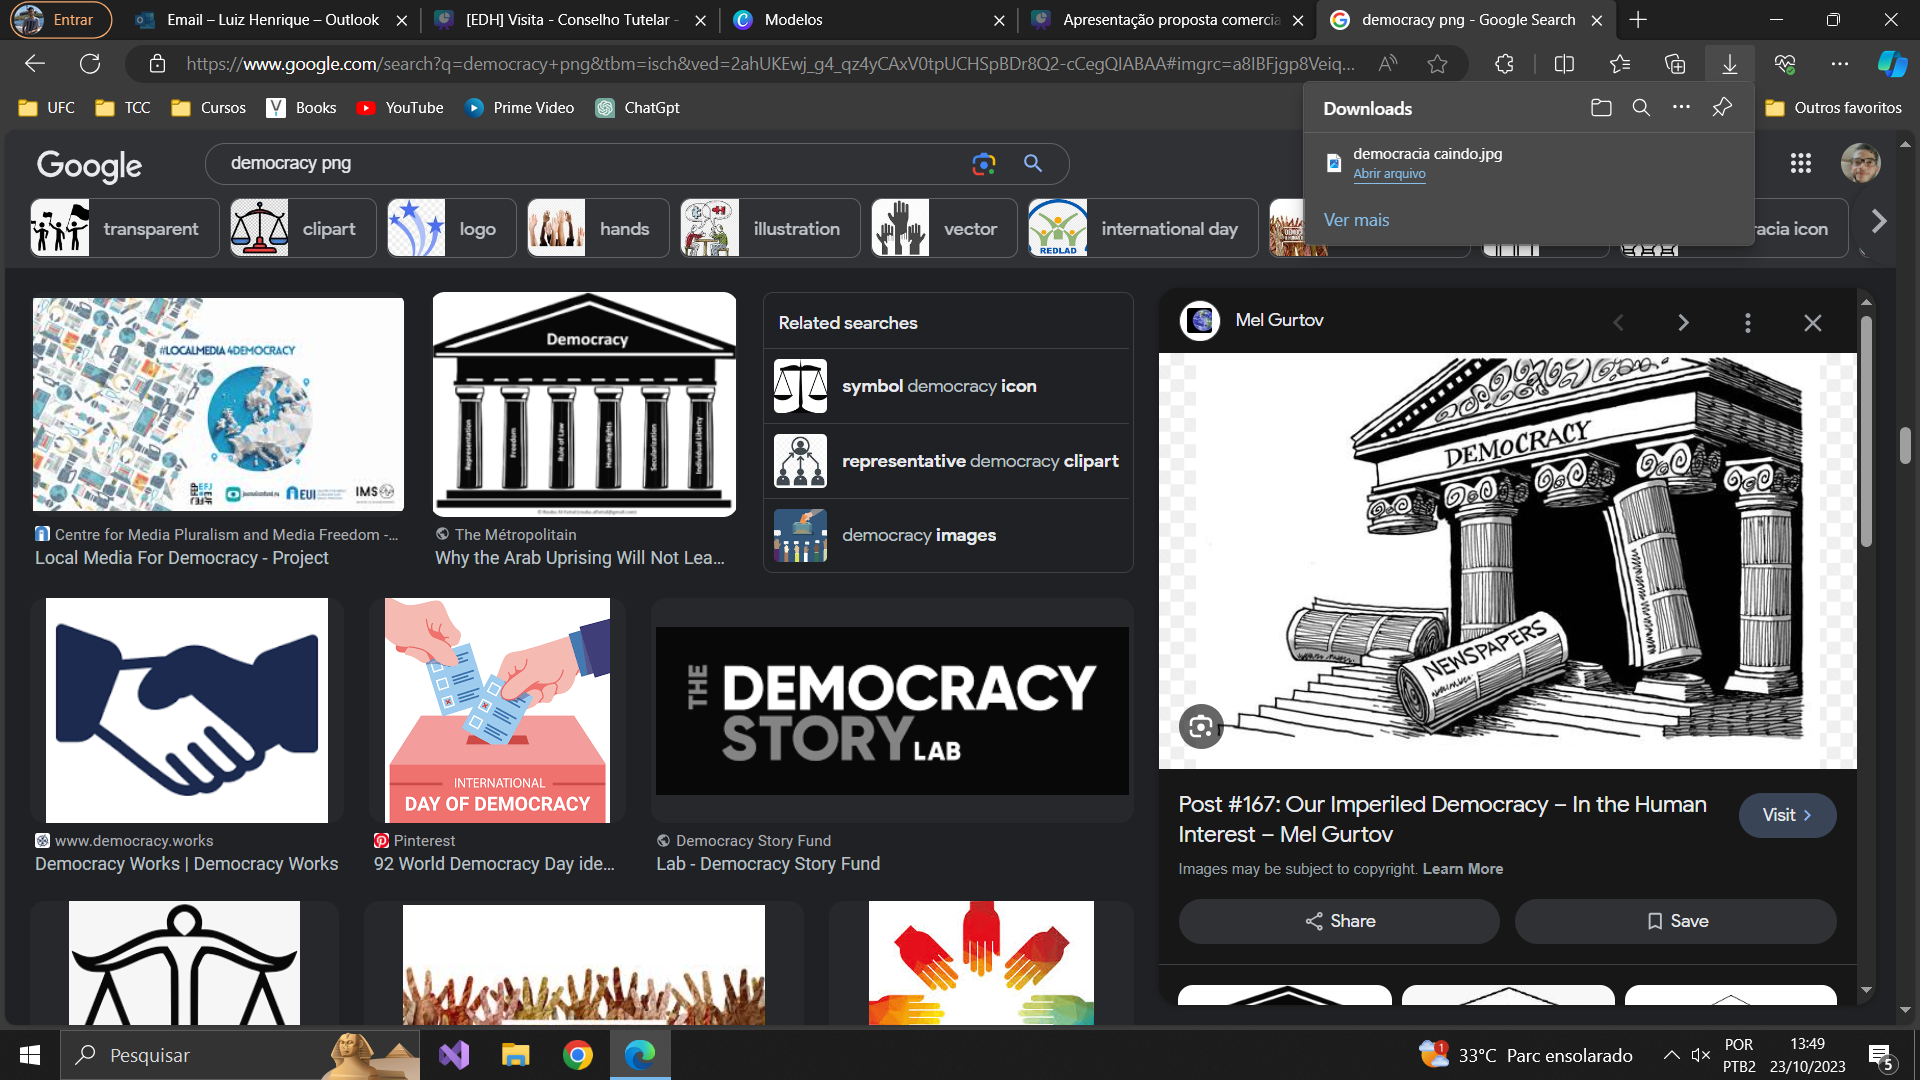 Entrar
Email – Luiz Henrique – Outlook
[EDH] Visita - Conselho Tutelar -
Modelos
Apresentação proposta comercia
democracy png - Google Search
https://www.google.com/search?q=democracy+png&tbm=isch&ved=2ahUKEwj_g4_qz4yCAxV0tpUCHSpBDr8Q2-cCegQIABAA#imgrc=a8IBFjgp8Veiq...
UFC
TCC
Cursos
Books
YouTube
Prime Video
ChatGpt
Outros favoritos
Downloads
democracia caindo.jpg
Abrir arquivo
Ver mais
Google
democracy png
transparent
clipart
logo
hands
illustration
vector
REDLAD
international day
racia icon
#LOCALMEDIA 4DEMOCRACY
EUI
IMS
Centre for Media Pluralism and Media Freedom -...
Local Media For Democracy - Project
Democracy
Representation
Freedom
Rule of Law
Human Rights
Secularization
Individual Liberty
The Métropolitain
Why the Arab Uprising Will Not Lea...
Related searches
symbol democracy icon
representative democracy clipart
democracy images
www.democracy.works
Democracy Works | Democracy Works
INTERNATIONAL
DAY OF DEMOCRACY
Pinterest
92 World Democracy Day ide...
THE DEMOCRACY
STORY LAB
Democracy Story Fund
Lab - Democracy Story Fund
Mel Gurtov
DEMOCRACY
NEWSPAPERS
Post #167: Our Imperiled Democracy – In the Human
Interest – Mel Gurtov
Visit
Images may be subject to copyright. Learn More
Share
Save
Pesquisar
1
33°C Parc ensolarado
POR
PTB2
13:49
23/10/2023
5